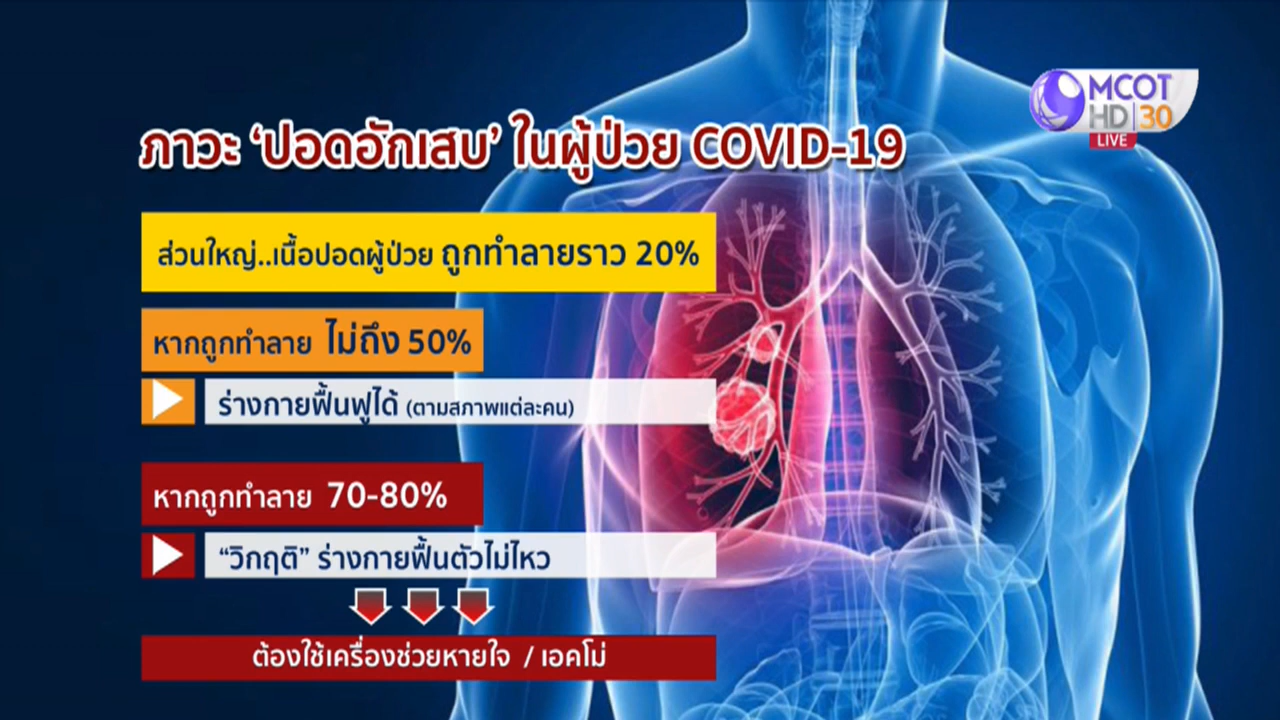 MCOT
HD 30
LIVE
ภาวะ ‘ปอดอักเสบ’ ในผู้ป่วย COVID-19
ส่วนใหญ่..เนื้อปอดผู้ป่วย ถูกทำลายราว 20%
หากถูกทำลาย ไม่ถึง 50%
ร่างกายฟื้นฟูได้ (ตามสภาพแต่ละคน)
หากถูกทำลาย 70-80%
“วิกฤติ” ร่างกายฟื้นตัวไม่ไหว
ต้องใช้เครื่องช่วยหายใจ / เอคโม่